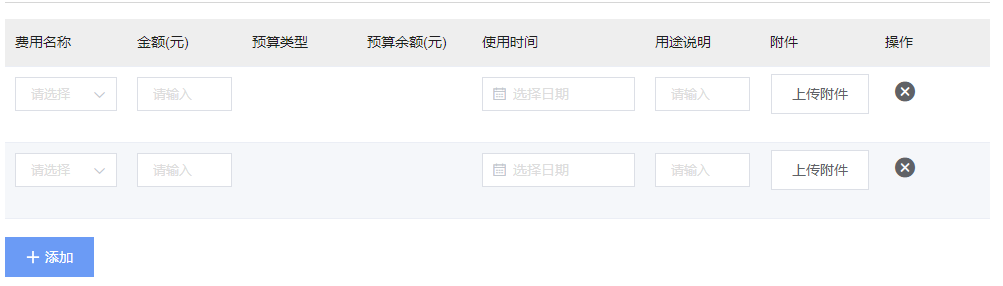 费用名称 金额(元) 预算类型 预算余额(元) 使用时间 用途说明 附件 操作
请选择 请输入 选择日期 请输入 上传附件
请选择 请输入 选择日期 请输入 上传附件
添加